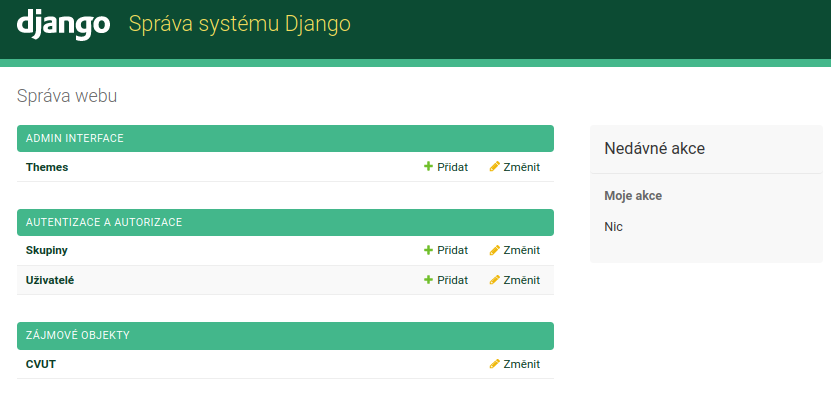 django Správa systému Django
Správa webu
ADMIN INTERFACE
Themes Přidat Změnit
AUTENTIZACE A AUTORIZACE
Skupiny Přidat Změnit
Uživatelé Přidat Změnit
ZÁJMOVÉ OBJEKTY
CVUT Změnit
Nedávné akce
Moje akce
Nic